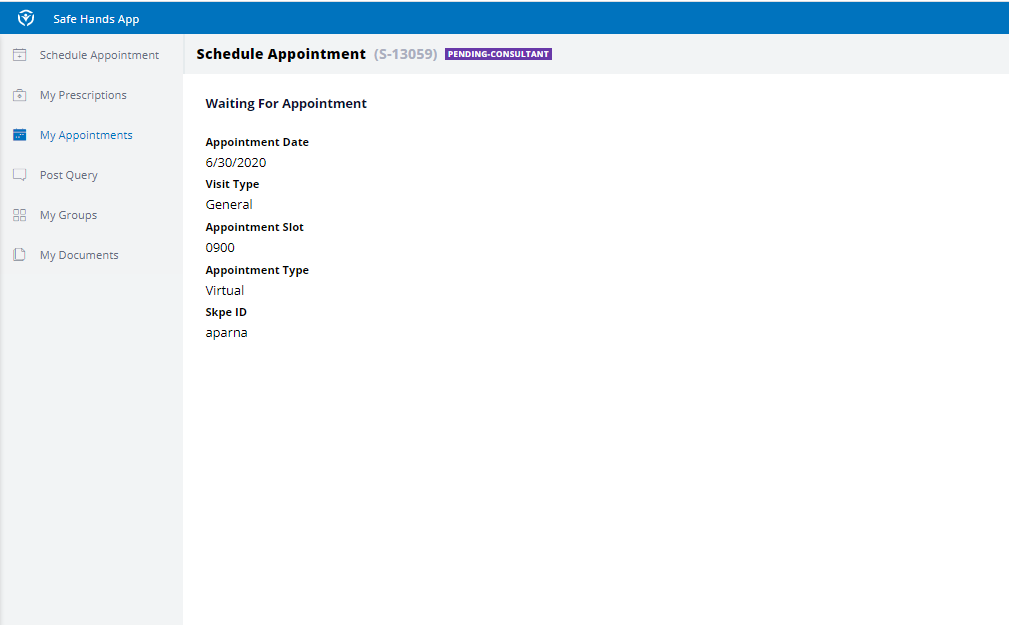 Safe Hands App
Schedule Appointment
My Prescriptions
My Appointments
Post Query
My Groups
My Documents
Schedule Appointment (S-13059) PENDING-CONSULTANT
Waiting For Appointment
Appointment Date
6/30/2020
Visit Type
General
Appointment Slot
0900
Appointment Type
Virtual
Skpe ID
aparna